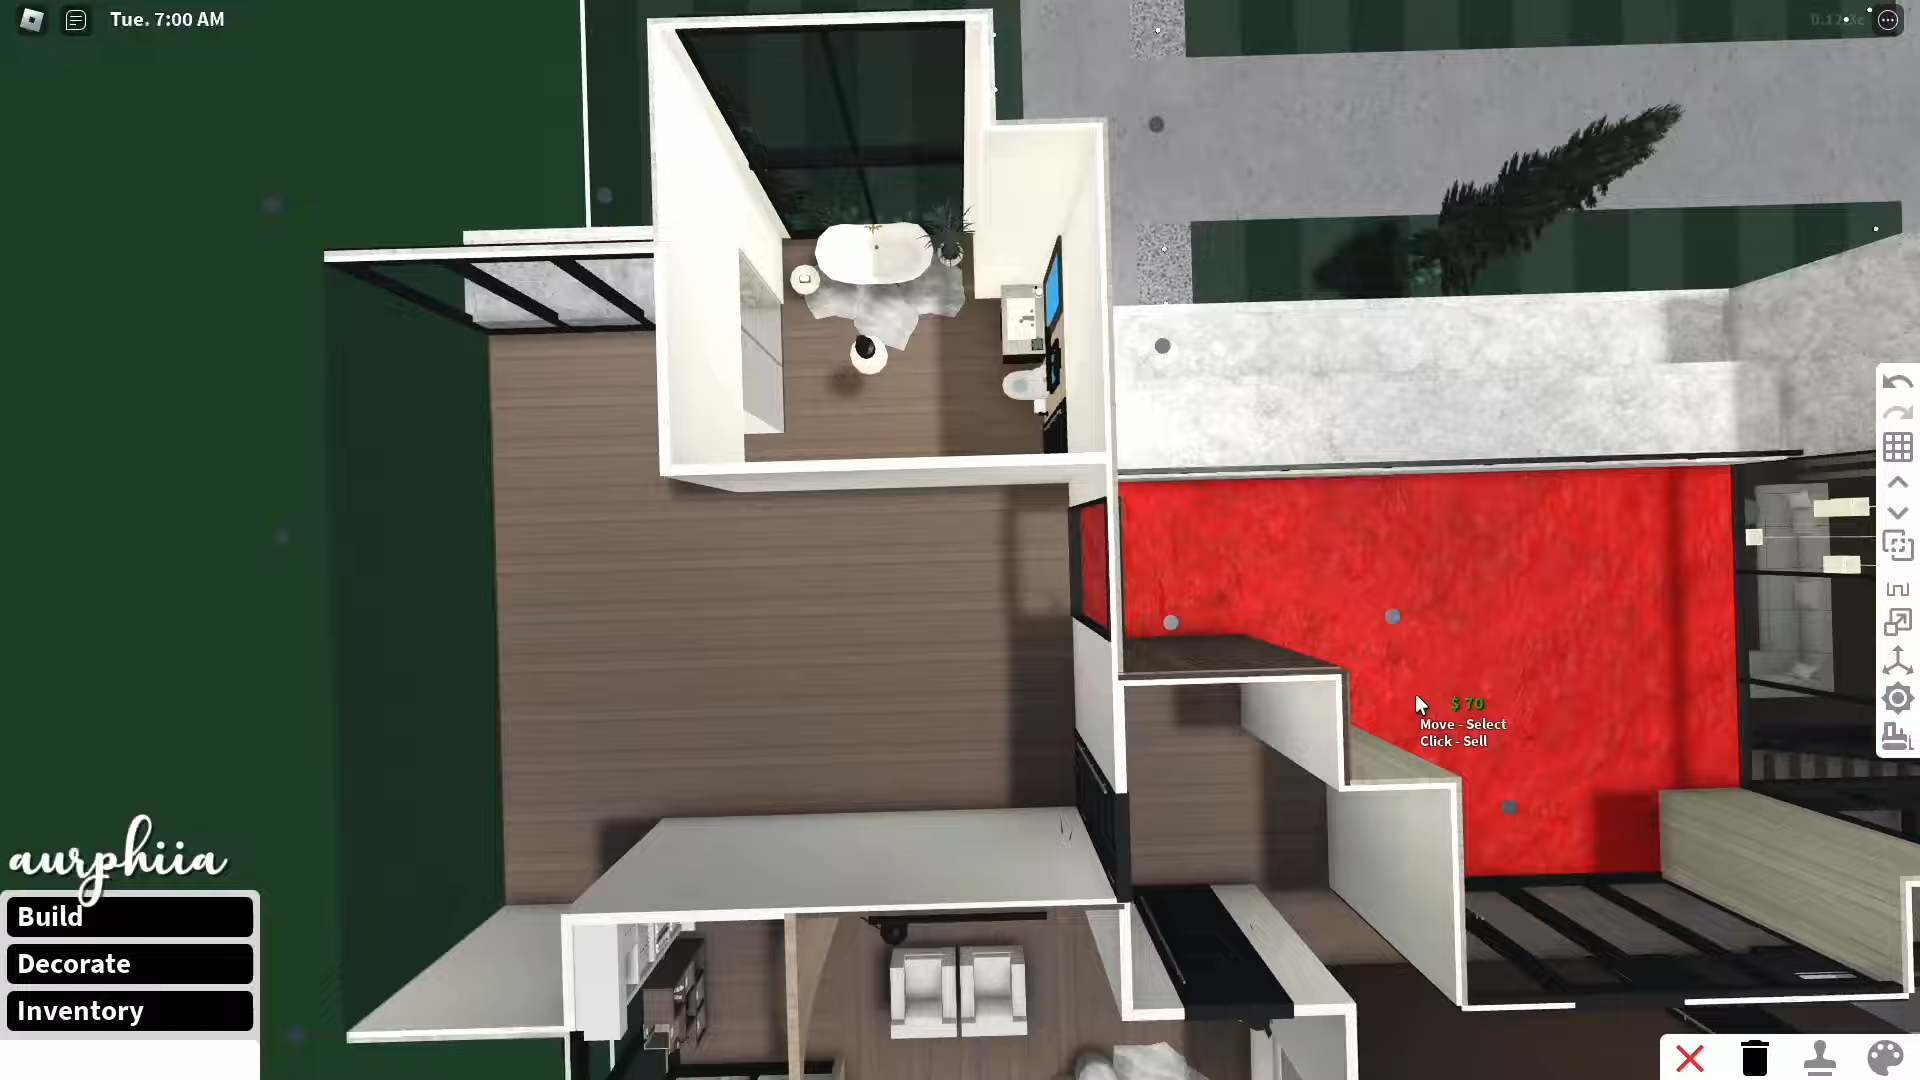 Tue. 7:00 AM
$ 70
Move - Select
Click - Sell
aurphiia
Build
Decorate
Inventory